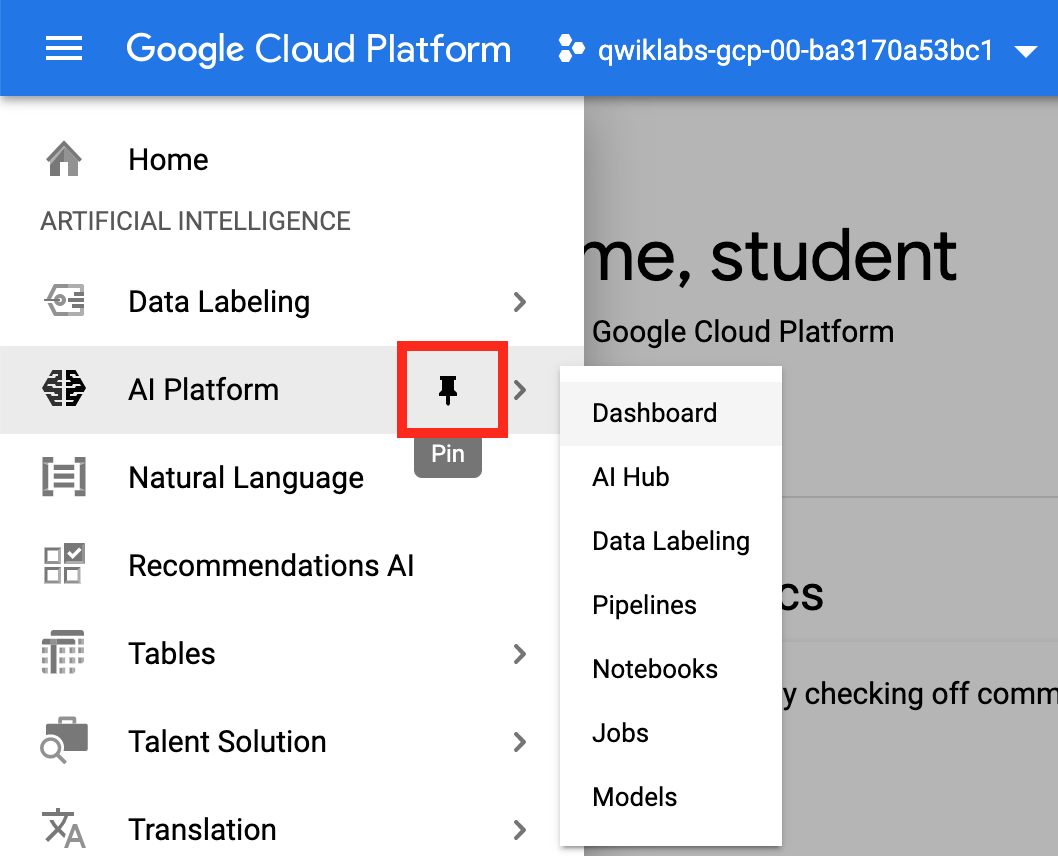 Google Cloud Platform
qwiklabs-gcp-00-ba3170a53bc1
Home
ARTIFICIAL INTELLIGENCE
Data Labeling
AI Platform
Pin
Natural Language
Recommendations AI
Tables
Talent Solution
Translation
Dashboard
AI Hub
Data Labeling
Pipelines
Notebooks
Jobs
Models
me, student
Google Cloud Platform
cs
y checking off comm